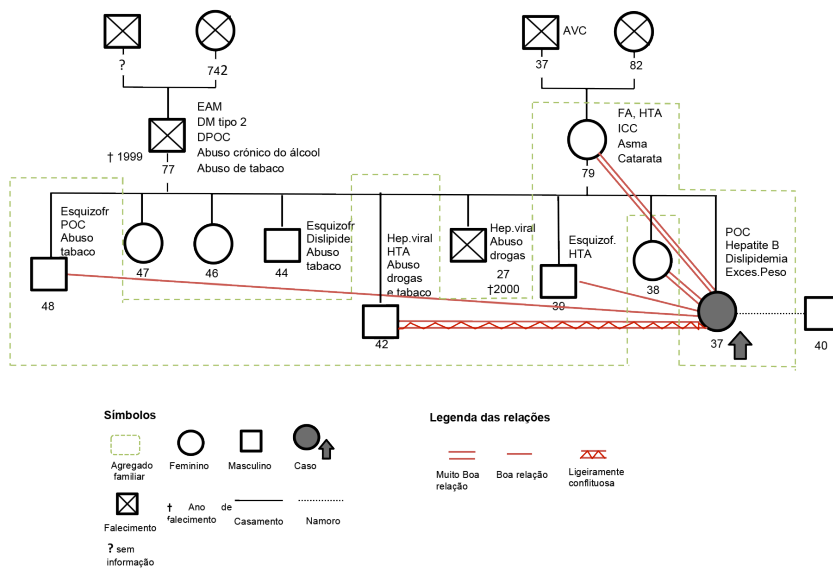 ?
742
37
AVC
82
EAM
DM tipo 2
DPOC
Abuso crónico do álcool
Abuso de tabaco
† 1999
77
FA, HTA
ICC
Asma
Catarata
79
Esquizofr
POC
Abuso
tabaco
48
47
46
Esquizofr
Dislipide.
Abuso
tabaco
44
Hep.viral
HTA
Abuso
drogas
e tabaco
42
Hep.viral
Abuso
drogas
27
†2000
Esquizof.
HTA
39
38
POC
Hepatite B
Dislipidemia
Exces.Peso
37
40
Símbolos
Agregado
familiar
Feminino
Masculino
Caso
Falecimento
† Ano de
falecimento
Casamento
Namoro
? sem
informação
Legenda das relações
Muito Boa
relação
Boa relação
Ligeiramente
conflituosa